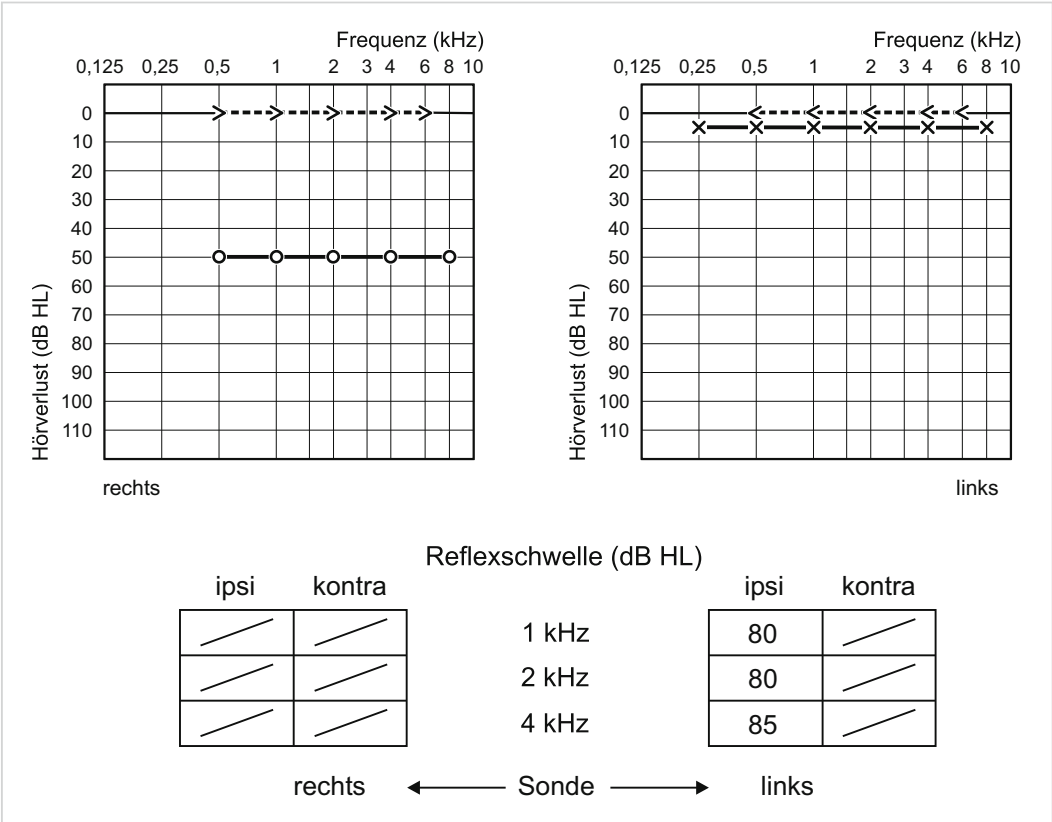 Frequenz (kHz)
0,125 0,25 0,5 1 2 3 4 6 8 10
0
10
20
30
40
50
60
70
80
90
100
110
Hörverlust (dB HL)
rechts
Frequenz (kHz)
0,125 0,25 0,5 1 2 3 4 6 8 10
0
10
20
30
40
50
60
70
80
90
100
110
Hörverlust (dB HL)
links
Reflexschwelle (dB HL)
ipsi kontra ipsi kontra
1 kHz 80
2 kHz 80
4 kHz 85
rechts Sonde links